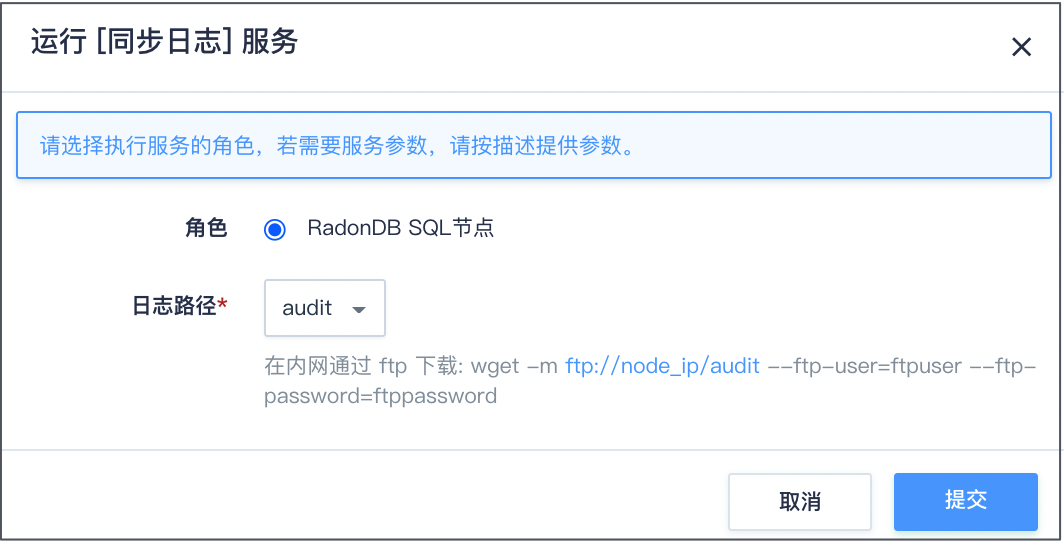 运行 [同步日志] 服务
请选择执行服务的角色，若需要服务参数，请按描述提供参数。
角色
RadonDB SQL节点
日志路径*
audit
在内网通过 ftp 下载: wget -m ftp://node_ip/audit --ftp-user=ftpuser --ftp-
password=ftppassword
取消
提交